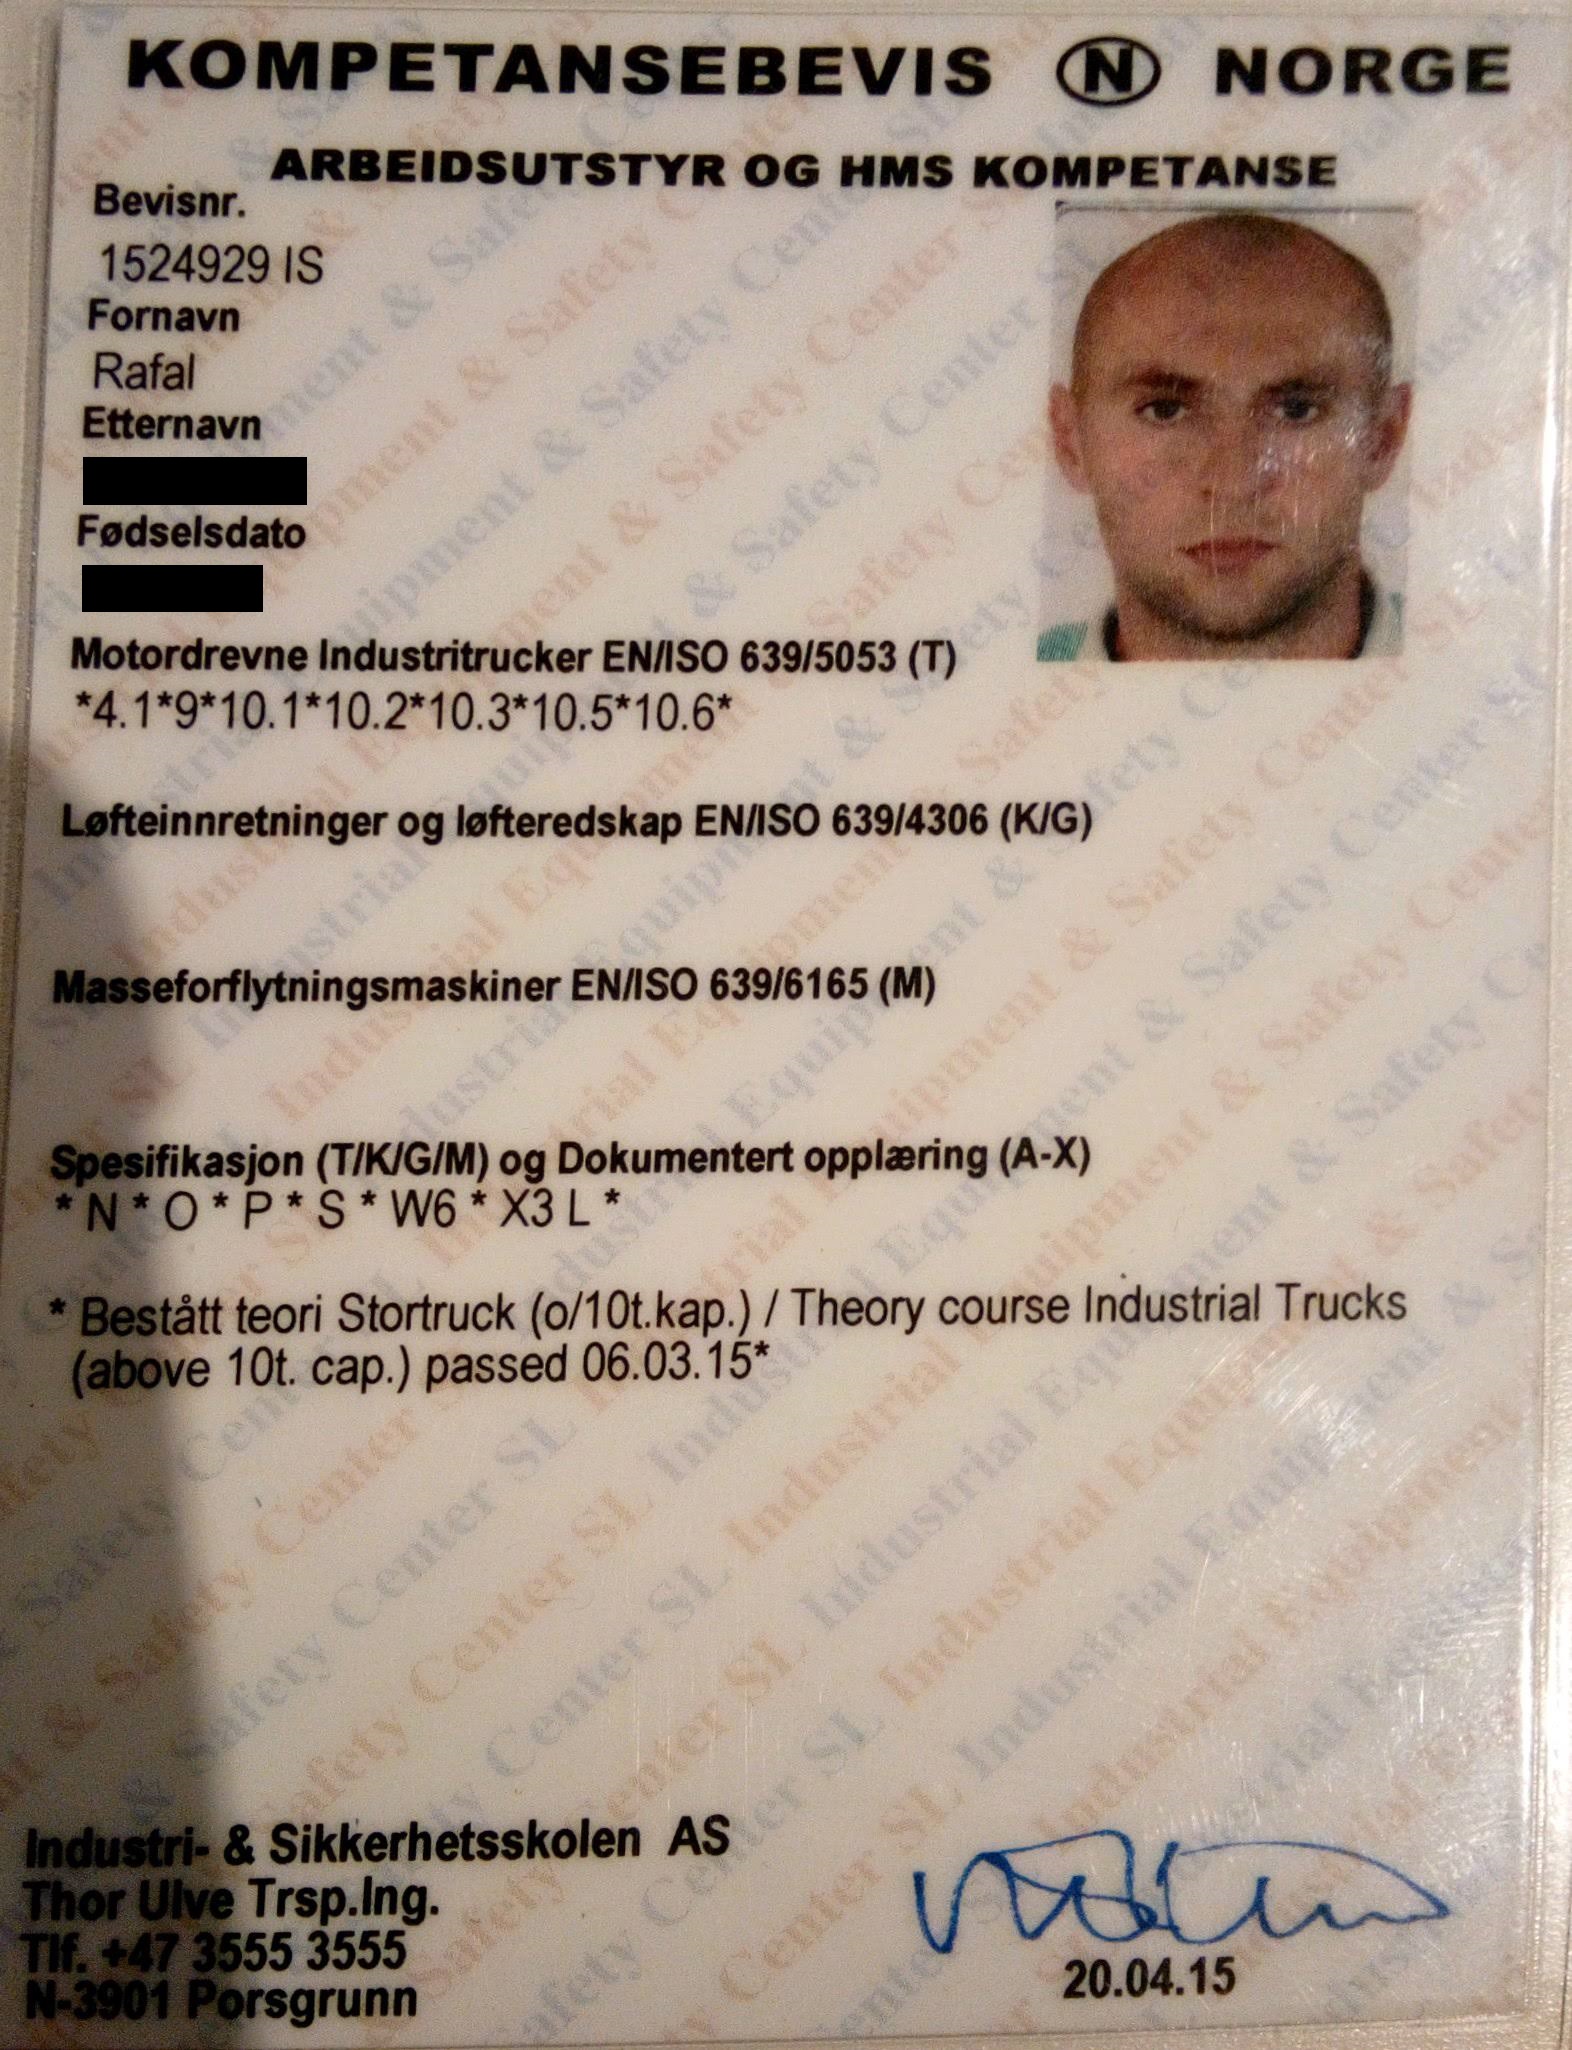 KOMPETANSEBEVIS N NORGE
ARBEIDSUTSTYR OG HMS KOMPETANSE
Bevisnr.
1524929 IS
Fornavn
Rafal
Etternavn
Fødselsdato
Motordrevne Industritrucker EN/ISO 639/5053 (T)
*4.1*9*10.1*10.2*10.3*10.5*10.6*
Løfteinnretninger og løfteredskap EN/ISO 639/4306 (K/G)
Masseforflytningsmaskiner EN/ISO 639/6165 (M)
Spesifikasjon (T/K/G/M) og Dokumentert opplæring (A-X)
* N * O * P * S * W6 * X3 L *
* Bestått teori Stortruck (o/10t.kap.) / Theory course Industrial Trucks
(above 10t. cap.) passed 06.03.15*
Industri- & Sikkerhetsskolen AS
Thor Ulve Trsp.Ing.
Tlf. +47 3555 3555
N-3901 Porsgrunn
20.04.15